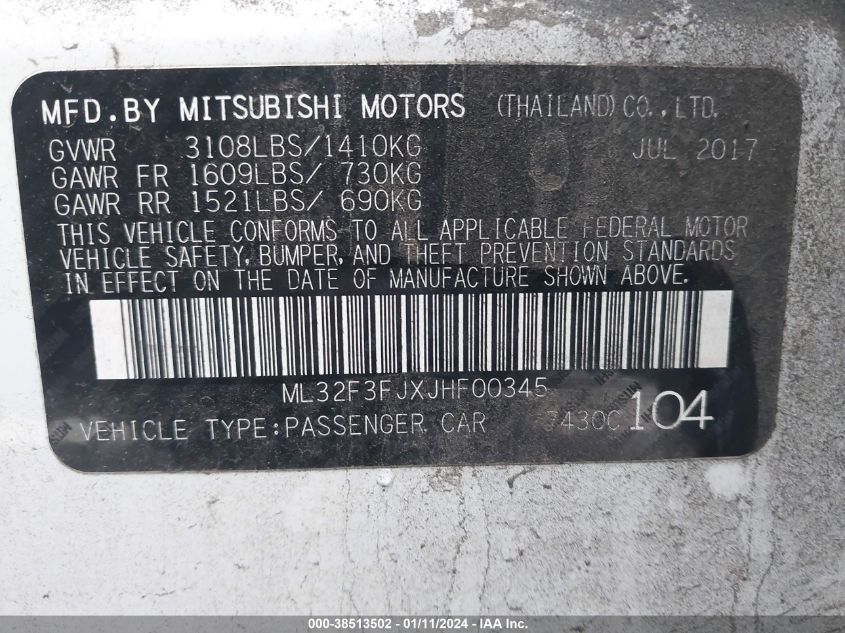 MFD.BY MITSUBISHI MOTORS (THAILAND) CO.,LTD.
GVWR 3108LBS/1410KG JUL 2017
GAWR FR 1609LBS/ 730KG
GAWR RR 1521LBS/ 690KG
THIS VEHICLE CONFORMS TO ALL APPLICABLE FEDERAL MOTOR
VEHICLE SAFETY, BUMPER, AND THEFT PREVENTION STANDARDS
IN EFFECT ON THE DATE OF MANUFACTURE SHOWN ABOVE.
ML32F3FJXJHF00345
VEHICLE TYPE:PASSENGER CAR 7430C 104
000-38513502 - 01/11/2024 - IAA Inc.